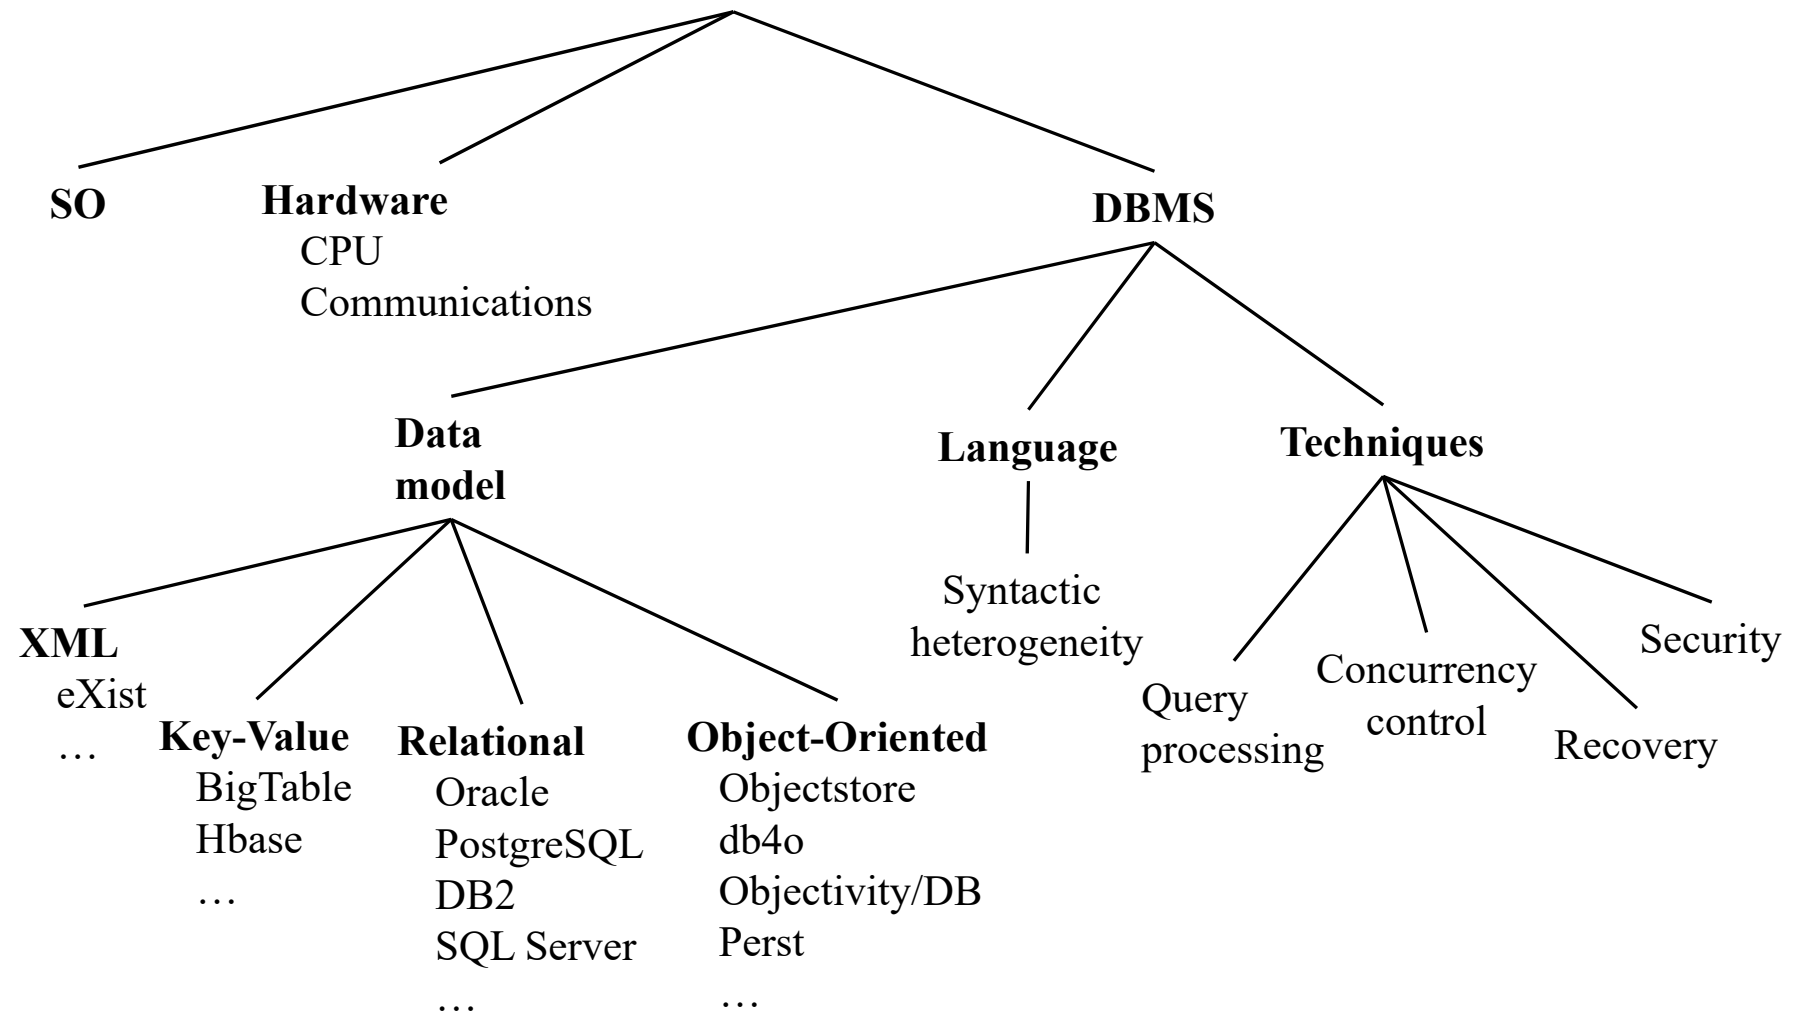 SO
Hardware
CPU
Communications
DBMS
Data
model
Language
Techniques
XML
eXist
…
Key-Value
BigTable
Hbase
…
Relational
Oracle
PostgreSQL
DB2
SQL Server
…
Object-Oriented
Objectstore
db4o
Objectivity/DB
Perst
…
Syntactic
heterogeneity
Query
processing
Concurrency
control
Recovery
Security